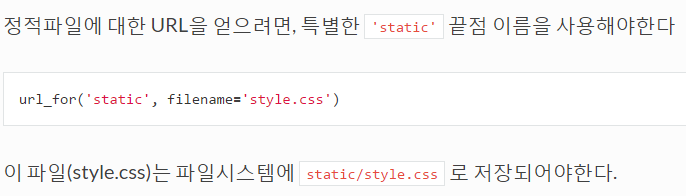 정적파일에 대한 URL을 얻으려면, 특별한 'static' 끝점 이름을 사용해야한다
url_for('static', filename='style.css')
이 파일(style.css)는 파일시스템에 static/style.css 로 저장되어야한다.